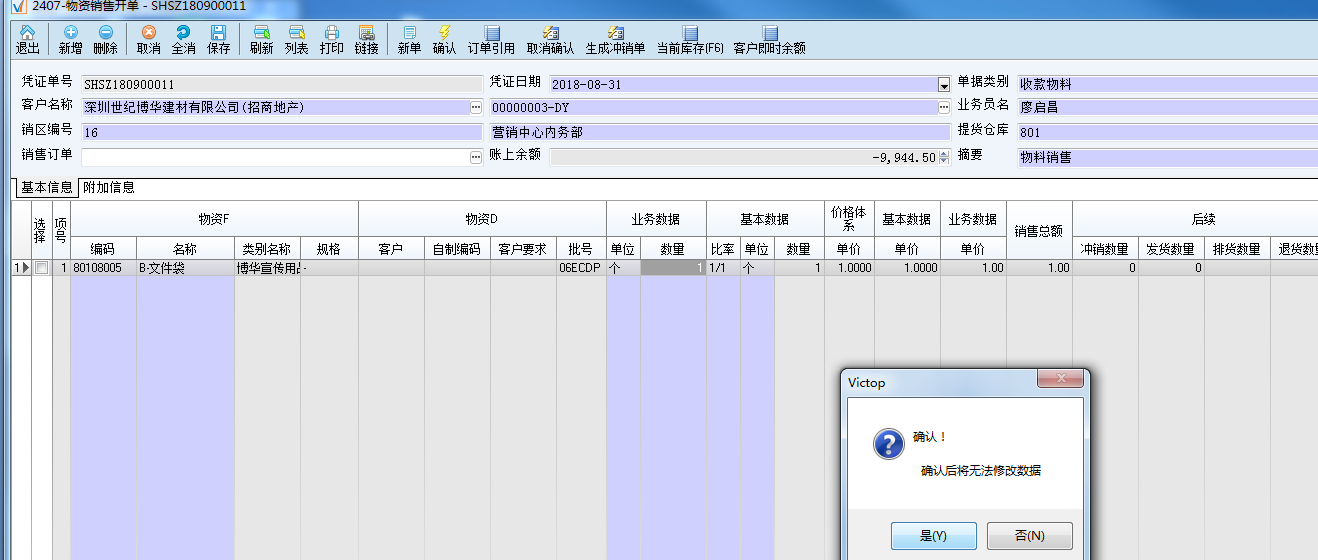 2407-物资销售开单 - SHSZ180900011
退出 新增 删除 取消 全消 保存 刷新 列表 打印 链接 新单 确认 订单引用 取消确认 生成冲销单 当前库存(F6) 客户即时余额
凭证单号 SHSZ180900011 凭证日期 2018-08-31 单据类别 收款物料
客户名称 深圳世纪博华建材有限公司(招商地产) 00000003-DY 业务员名 廖启昌
销区编号 16 营销中心内务部 提货仓库 801
销售订单 账上余额 -9,944.50 摘要 物料销售
基本信息 附加信息
选择 项号 物资F 物资D 业务数据 基本数据 价格体系 基本数据 业务数据 销售总额 后续
编码 名称 类别名称 规格 客户 自制编码 客户要求 批号 单位 数量 比率 单位 数量 单价 单价 单价 冲销数量 发货数量 排货数量 退货数
1 1 80108005 B-文件袋 博华宣传用 - 06ECDP 个 1 1/1 个 1 1.0000 1.0000 1.00 1.00 0 0
Victop
确认！
确认后将无法修改数据
是(Y) 否(N)